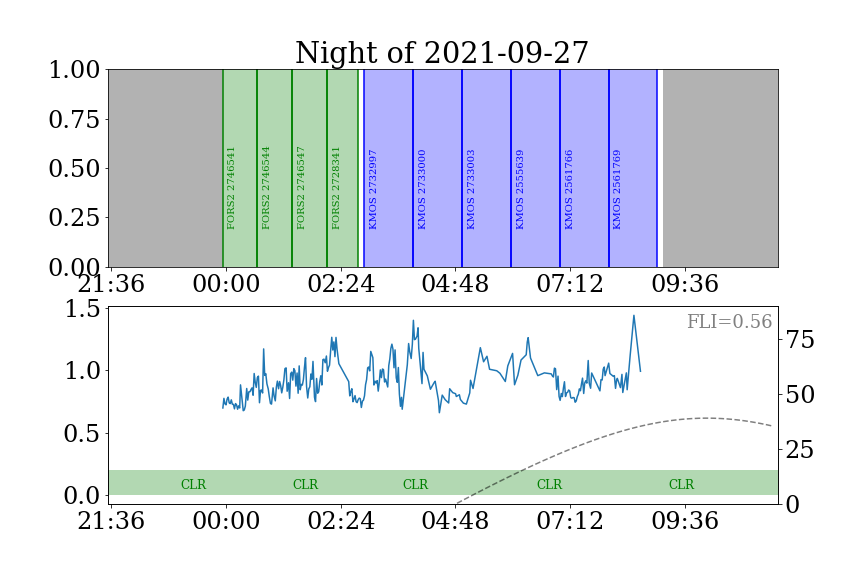 Night of 2021-09-27
1.00
0.75
0.50
0.25
0.00
FORS2 2746541
FORS2 2746544
FORS2 2746547
FORS2 2728341
KMOS 2732997
KMOS 2733000
KMOS 2733003
KMOS 2555639
KMOS 2561766
KMOS 2561769
21:36 00:00 02:24 04:48 07:12 09:36
1.5
1.0
0.5
0.0
FLI=0.56
75
50
25
0
CLR CLR CLR CLR CLR
21:36 00:00 02:24 04:48 07:12 09:36